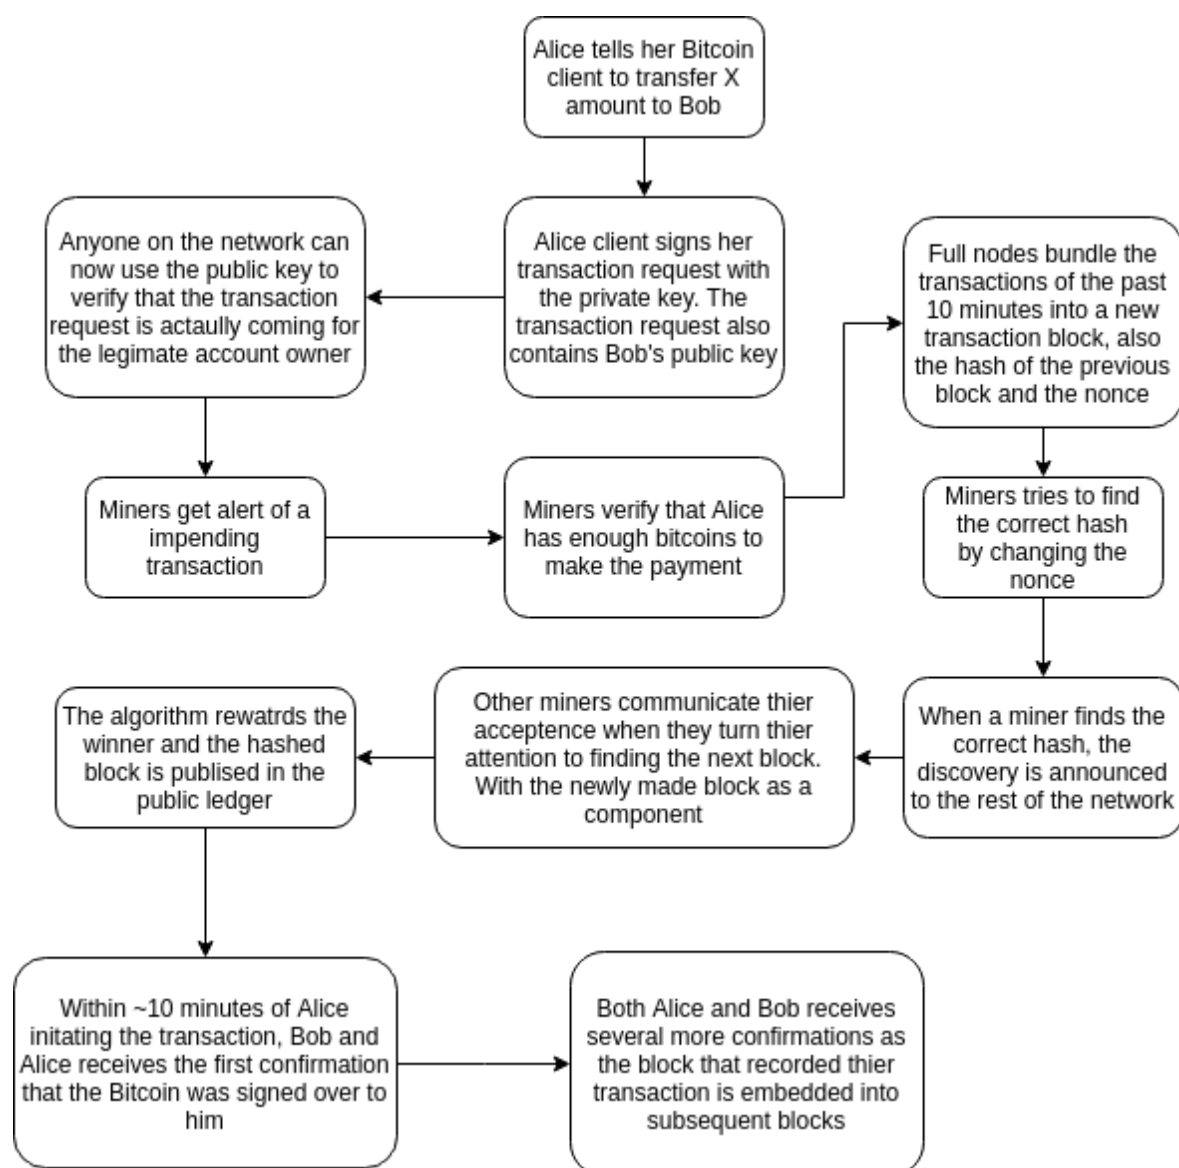 Alice tells her Bitcoin
client to transfer X
amount to Bob
Alice client signs her
transaction request with
the private key. The
transaction request also
contains Bob's public key
Anyone on the network can
now use the public key to
verify that the transaction
request is actaully coming for
the legimate account owner
Miners get alert of a
impending
transaction
Miners verify that Alice
has enough bitcoins to
make the payment
Full nodes bundle the
transactions of the past
10 minutes into a new
transaction block, also
the hash of the previous
block and the nonce
Miners tries to find
the correct hash
by changing the
nonce
When a miner finds the
correct hash, the
discovery is announced
to the rest of the network
Other miners communicate thier
acceptence when they turn thier
attention to finding the next block.
With the newly made block as a
component
The algorithm rewatrds the
winner and the hashed
block is publised in the
public ledger
Within ~10 minutes of Alice
initating the transaction, Bob and
Alice receives the first confirmation
that the Bitcoin was signed over to
him
Both Alice and Bob receives
several more confirmations as
the block that recorded thier
transaction is embedded into
subsequent blocks